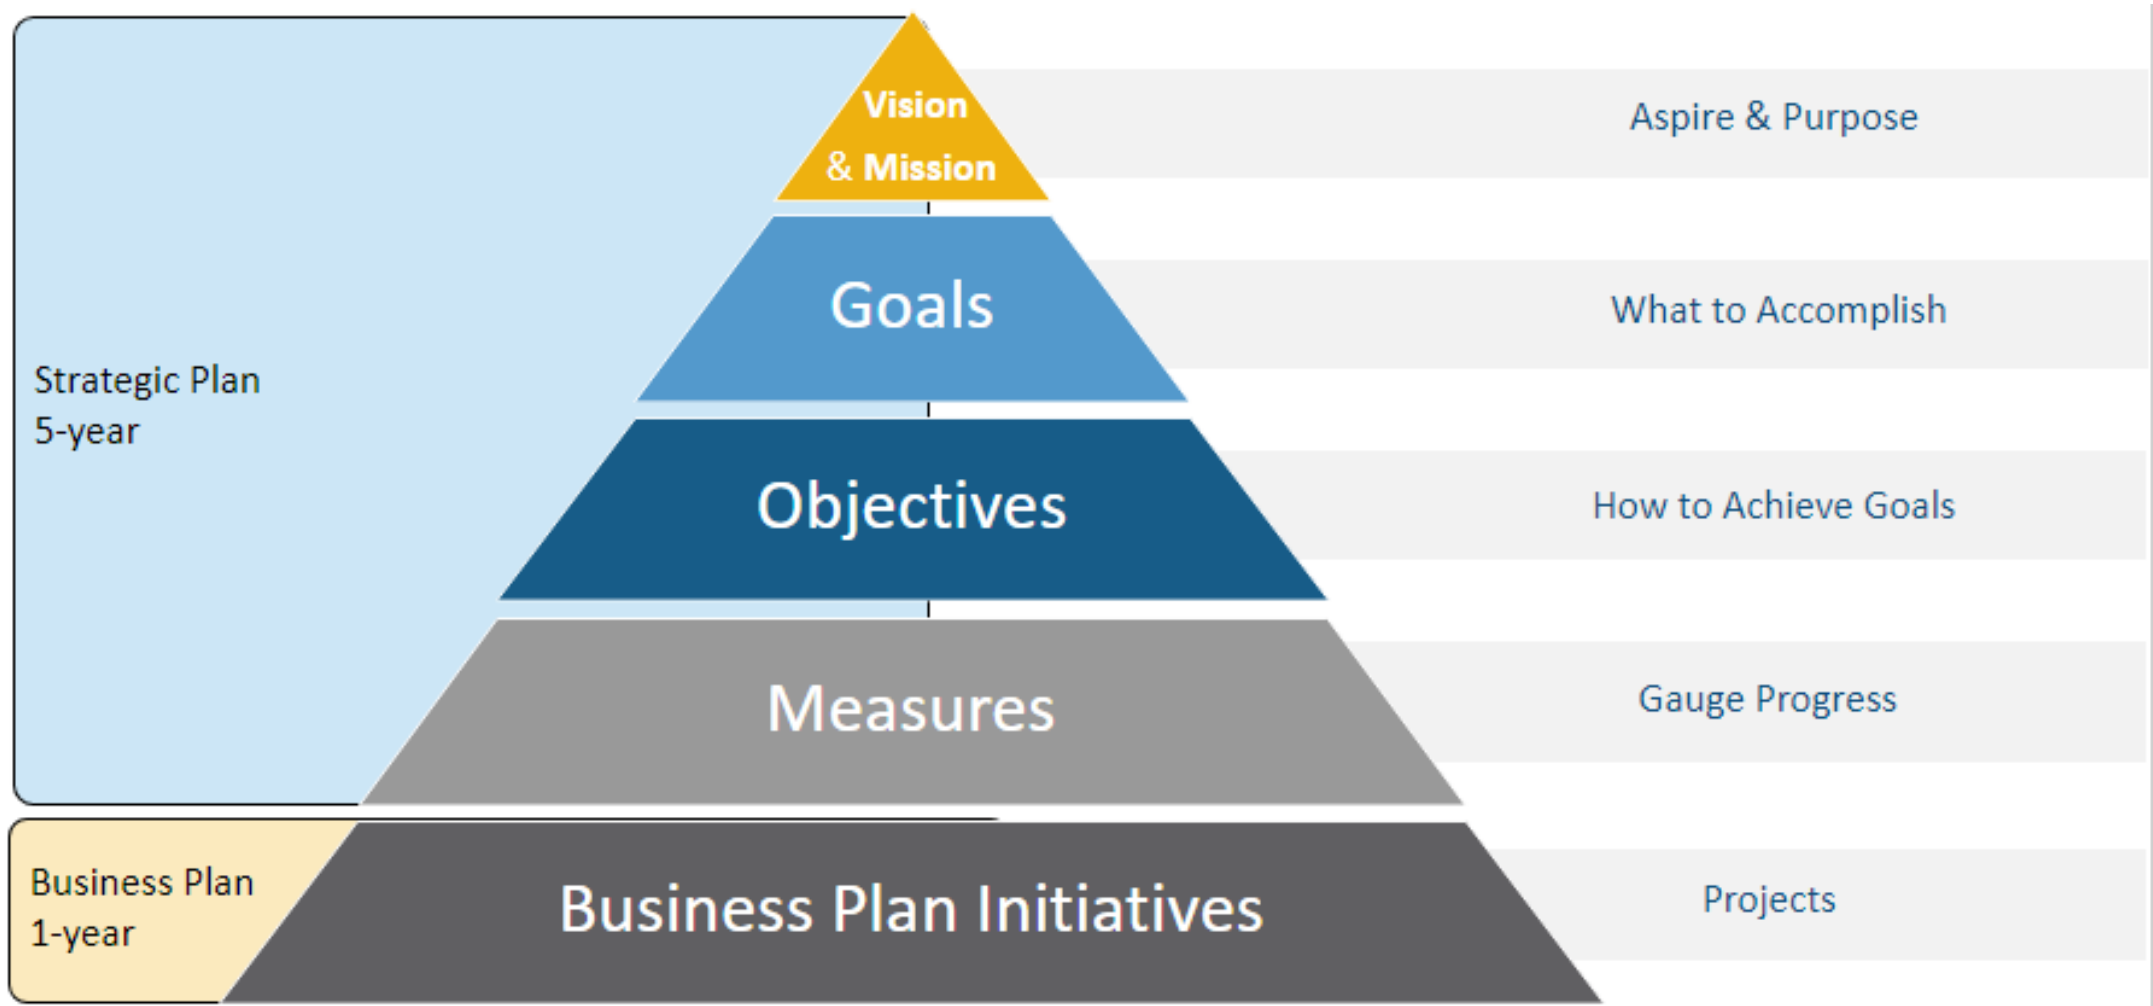 Vision
& Mission
Aspire & Purpose
Goals
What to Accomplish
Strategic Plan
5-year
Objectives
How to Achieve Goals
Measures
Gauge Progress
Business Plan
1-year
Business Plan Initiatives
Projects